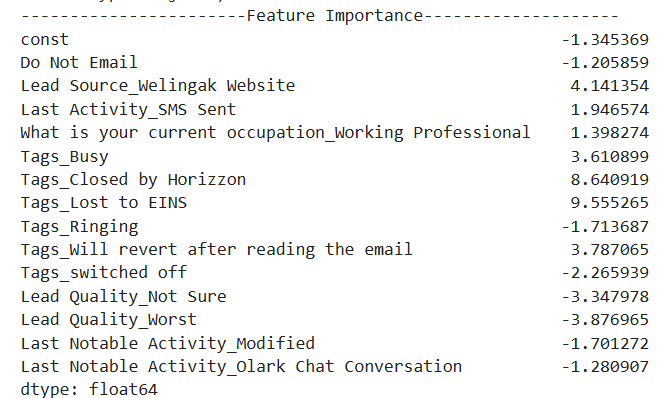 -----------------------Feature Importance--------------------
const -1.345369
Do Not Email -1.205859
Lead Source_Welingak Website 4.141354
Last Activity_SMS Sent 1.946574
What is your current occupation_Working Professional 1.398274
Tags_Busy 3.610899
Tags_Closed by Horizzon 8.640919
Tags_Lost to EINS 9.555265
Tags_Ringing -1.713687
Tags_Will revert after reading the email 3.787065
Tags_switched off -2.265939
Lead Quality_Not Sure -3.347978
Lead Quality_Worst -3.876965
Last Notable Activity_Modified -1.701272
Last Notable Activity_Olark Chat Conversation -1.280907
dtype: float64